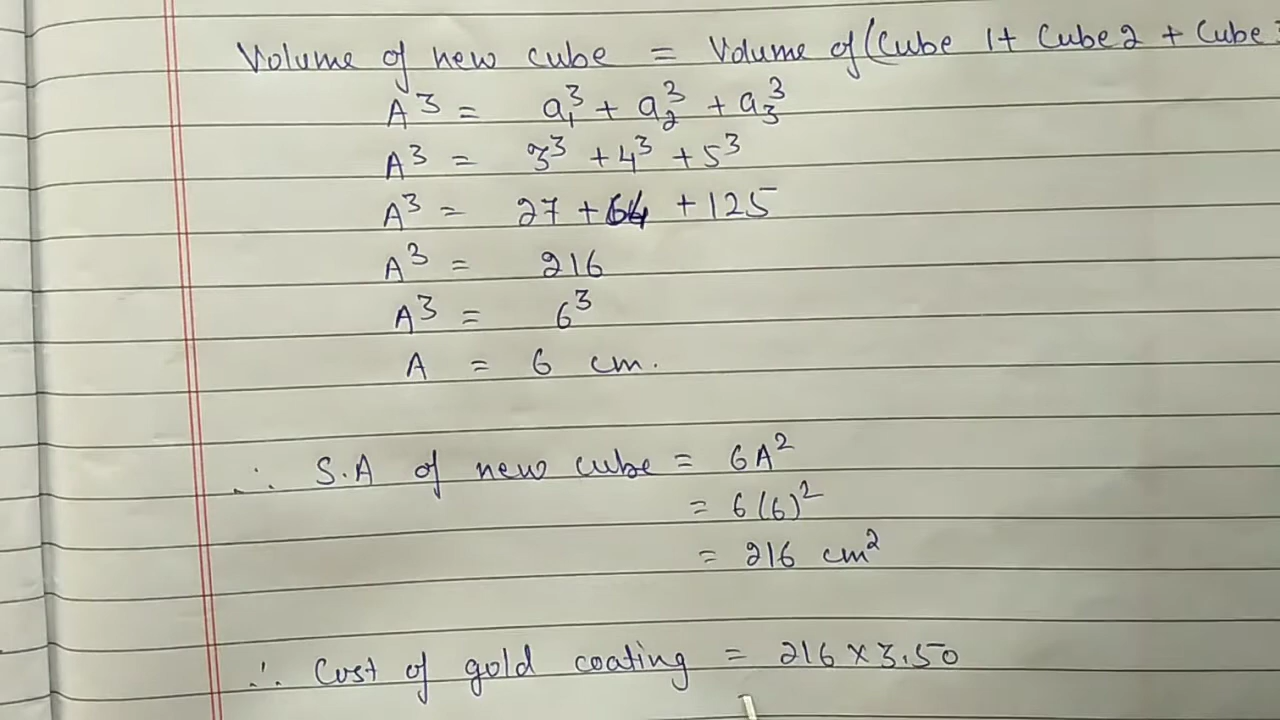 Volume of new cube = Volume of (Cube 1 + Cube 2 + Cube
A³ = a₁³ + a₂³ + a₃³
A³ = 3³ + 4³ + 5³
A³ = 27 + 64 + 125
A³ = 216
A³ = 6³
A = 6 cm.
∴ S.A of new cube = 6A²
= 6(6)²
= 216 cm²
∴ Cost of gold coating = 216 × 3.50